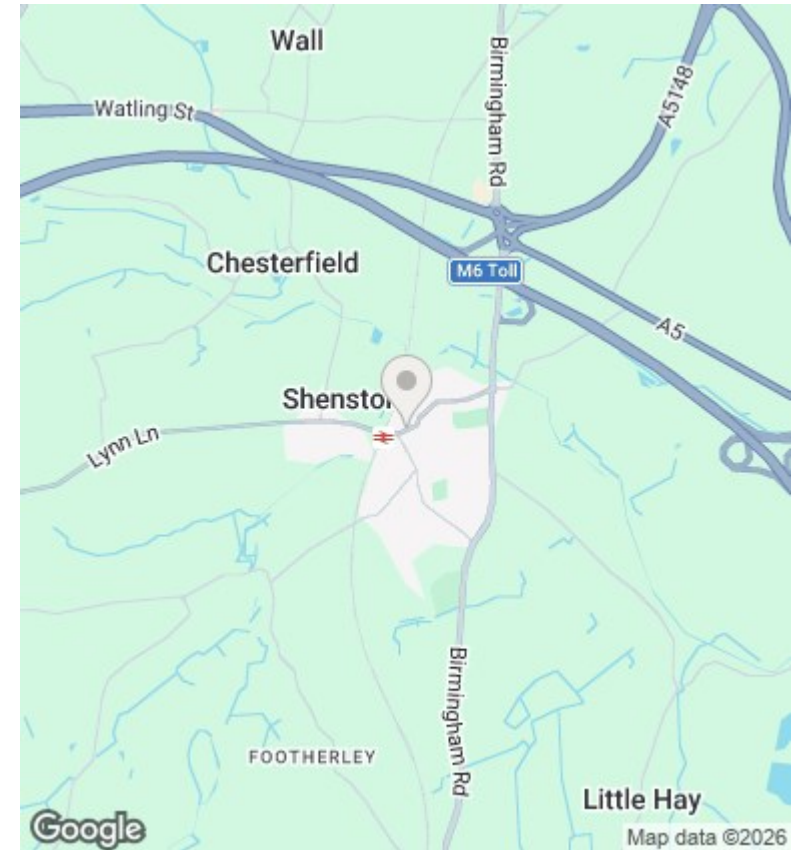 Wall
Birmingham Rd
A5148
Watling St
Chesterfield
M6 Toll
A5
Shenston
Lynn Ln
Birmingham Rd
FOOTHERLEY
Little Hay
Google
Map data ©2026